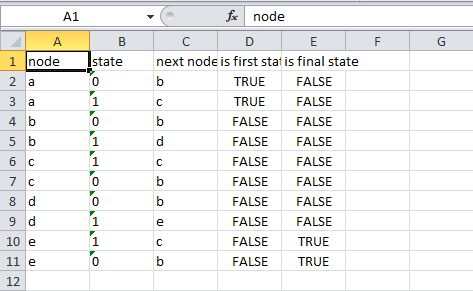 A1 fx node
A B C D E F G
1 node state next node is first stat is final state
2 a 0 b TRUE FALSE
3 a 1 c TRUE FALSE
4 b 0 b FALSE FALSE
5 b 1 d FALSE FALSE
6 c 1 c FALSE FALSE
7 c 0 b FALSE FALSE
8 d 0 b FALSE FALSE
9 d 1 e FALSE FALSE
10 e 1 c FALSE TRUE
11 e 0 b FALSE TRUE
12